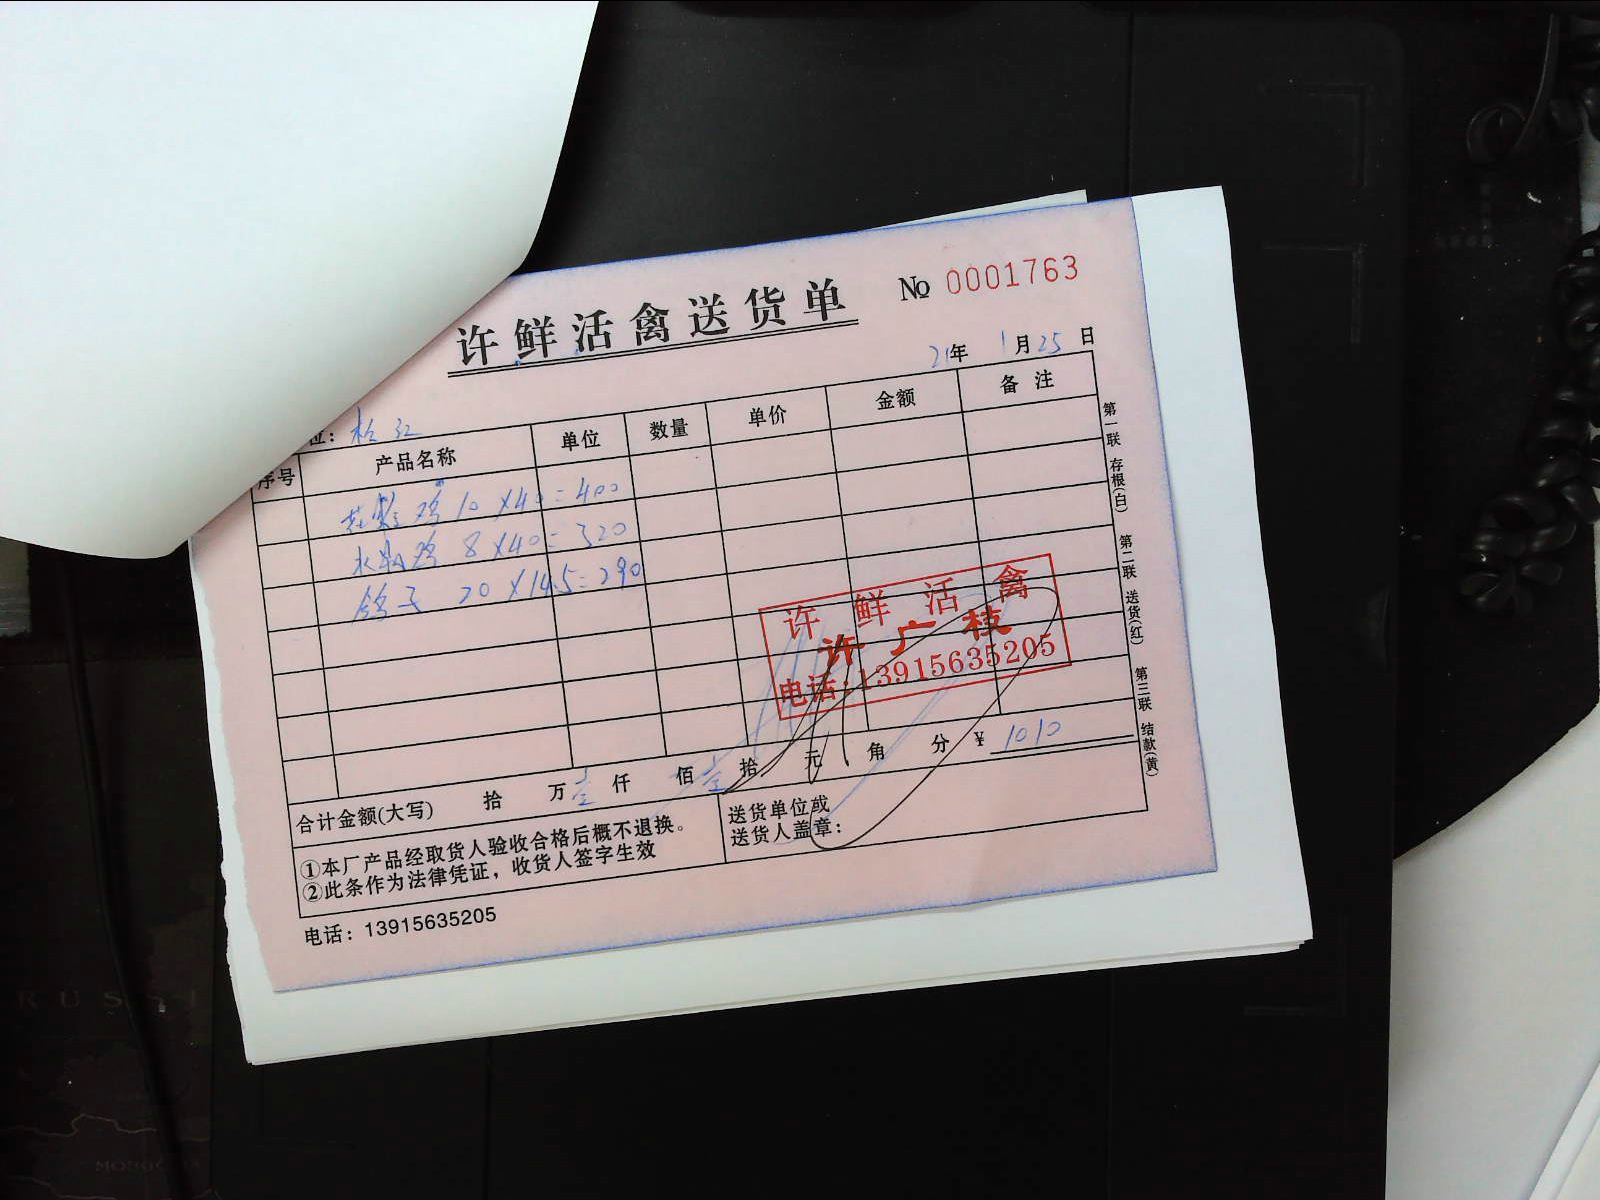 许鲜活禽送货单 № 0001763
21年 1月25日
位：松江
序号 产品名称 单位 数量 单价 金额 备注
鸡 10 X40=400
鸡 8 X40=320
鸽子 20 X14.5=290
许鲜活禽
许广枝
电话:13915635205
合计金额(大写) 拾 万 仟 佰 拾 元 角 分 ¥ 1010
①本厂产品经取货人验收合格后概不退换。
②此条作为法律凭证，收货人签字生效
送货单位或
送货人盖章：
电话：13915635205
第一联 存根(白) 第二联 送货(红) 第三联 结款(黄)
RUSSI